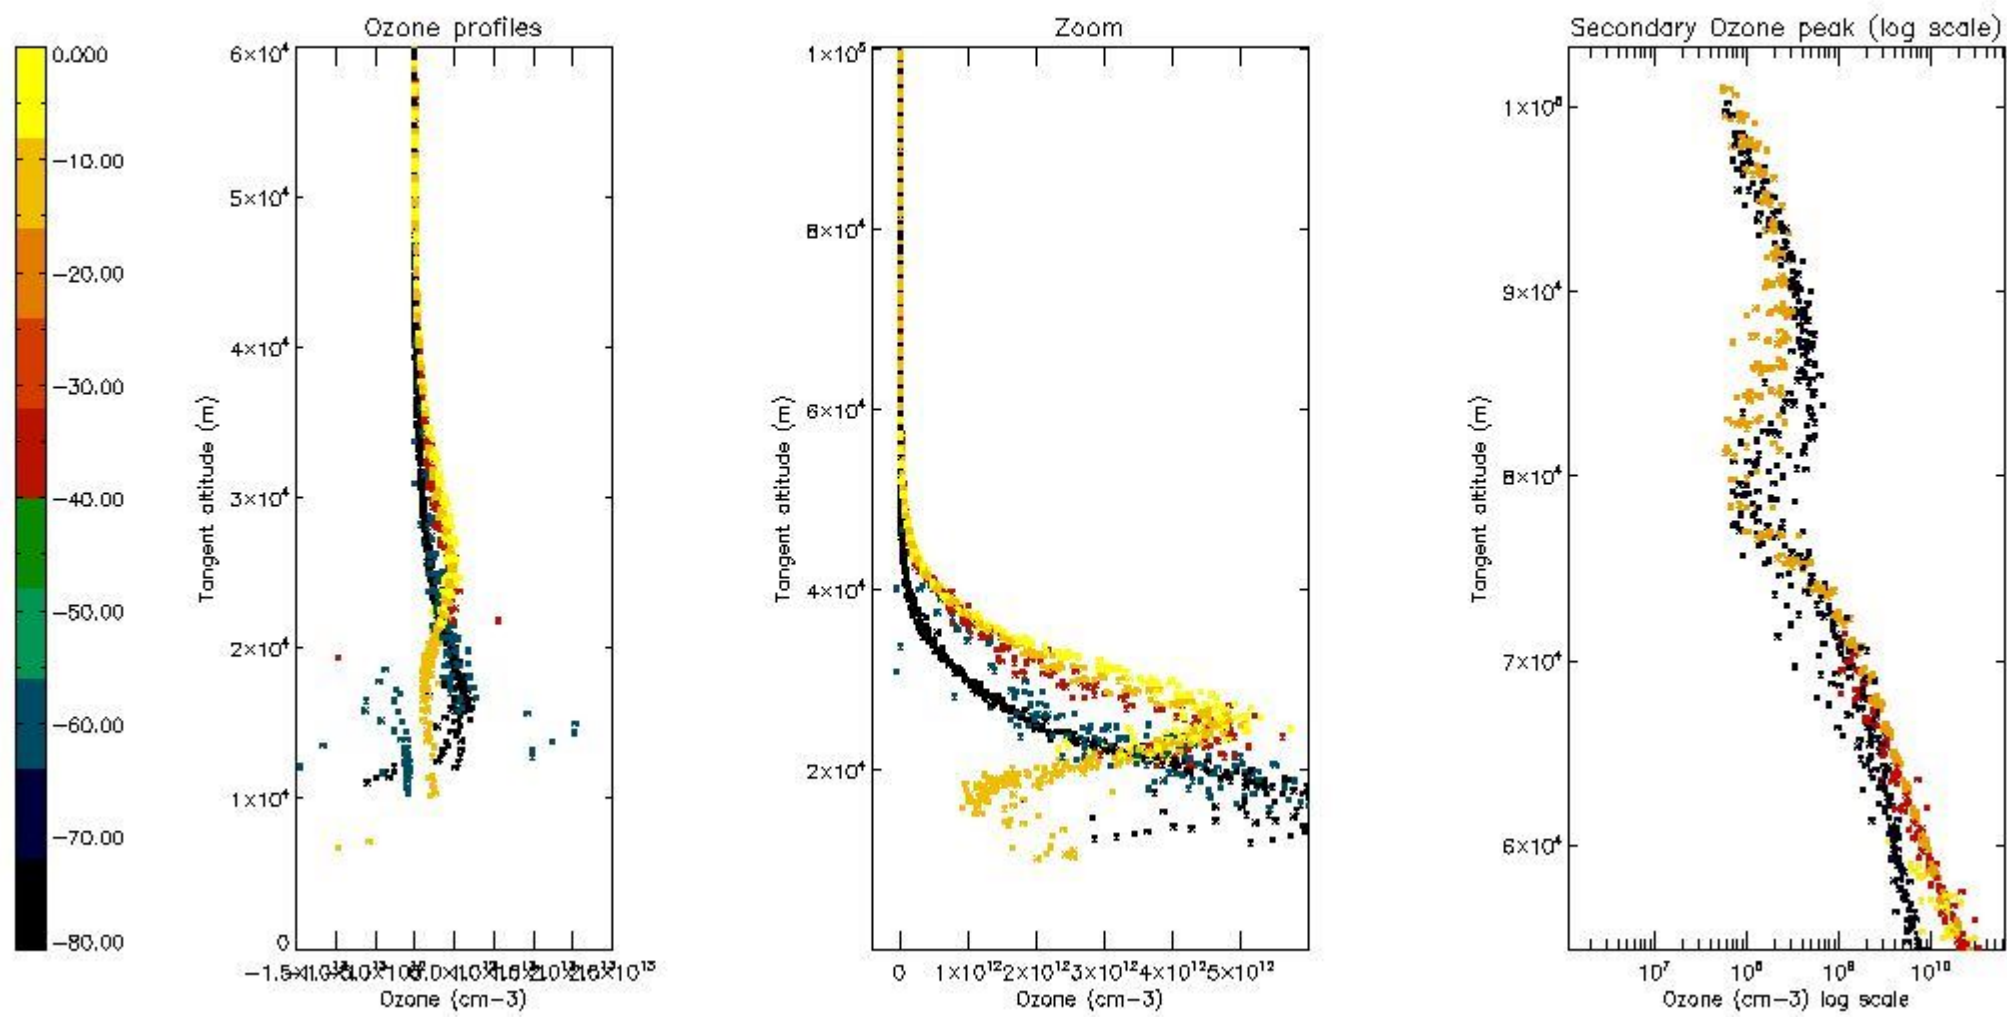 Ozone profiles
Zoom
Secondary Ozone peak (log scale)
0.000
−10.00
−20.00
−30.00
−40.00
−50.00
−60.00
−70.00
−80.00
6×10⁴
5×10⁴
4×10⁴
3×10⁴
2×10⁴
1×10⁴
0
Tangent altitude (m)
Ozone (cm−3)
1×10⁵
8×10⁴
6×10⁴
4×10⁴
2×10⁴
Tangent altitude (m)
0 1×10¹² 2×10¹² 3×10¹² 4×10¹² 5×10¹²
Ozone (cm−3)
1×10⁵
9×10⁴
8×10⁴
7×10⁴
6×10⁴
Tangent altitude (m)
10⁷ 10⁸ 10⁹ 10¹⁰
Ozone (cm−3) log scale